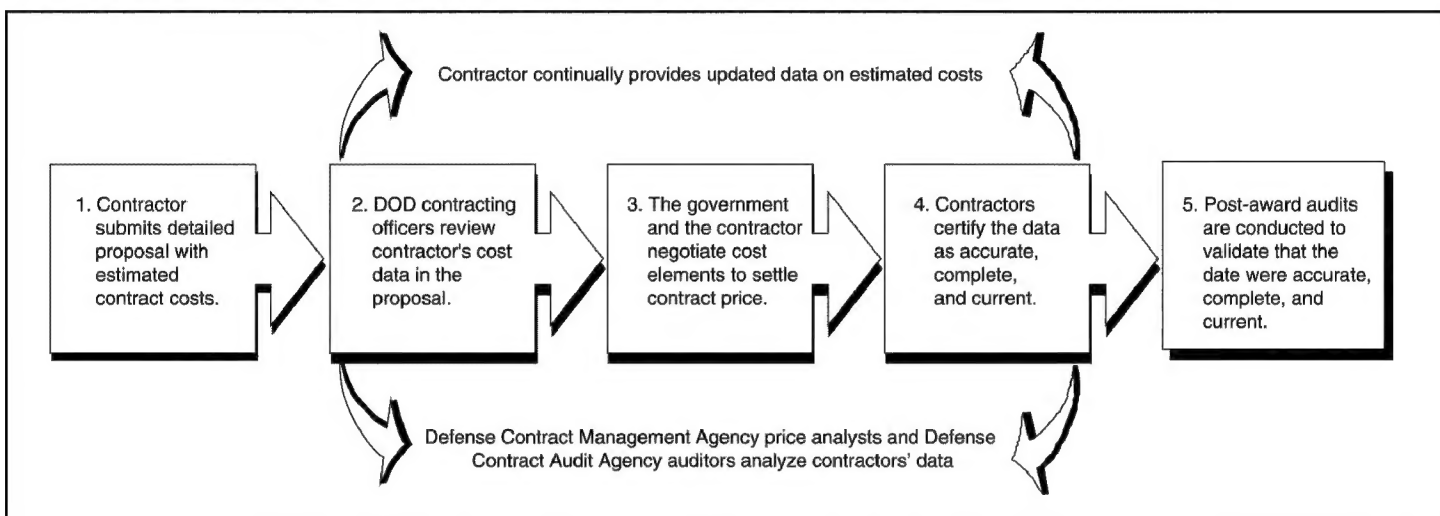 Contractor continually provides updated data on estimated costs
1. Contractor
submits detailed
proposal with
estimated
contract costs.
2. DOD contracting
officers review
contractor's cost
data in the
proposal.
3. The government
and the contractor
negotiate cost
elements to settle
contract price.
4. Contractors
certify the data
as accurate,
complete,
and current.
5. Post-award audits
are conducted to
validate that the
date were accurate,
complete, and
current.
Defense Contract Management Agency price analysts and Defense
Contract Audit Agency auditors analyze contractors' data